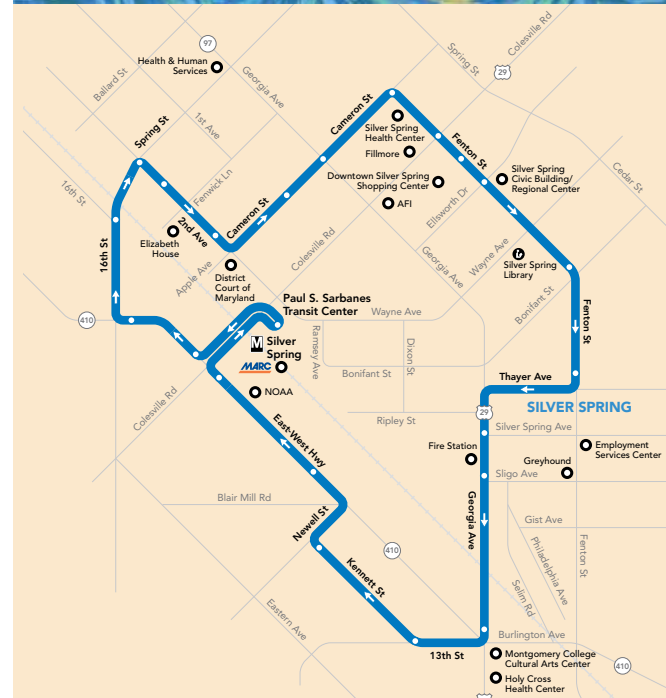 Colesville Rd
97
Spring St
29
Health & Human
Services
Georgia Ave
Ballard St
Cameron St
1st Ave
Spring St
Silver Spring
Health Center
Fenton St
Fillmore
Cedar St
16th St
Fenwick Ln
Downtown Silver Spring
Shopping Center
Silver Spring
Civic Building/
Regional Center
2nd Ave
Cameron St
AFI
Ellsworth Dr
Elizabeth
House
Colesville Rd
Georgia Ave
Wayne Ave
16th St
Apple Ave
District
Court of
Maryland
Silver Spring
Library
Paul S. Sarbanes
Transit Center
Wayne Ave
Bonifant St
410
Fenton St
M Silver
Spring
MARC
Ramsey Ave
Dixon St
Bonifant St
Thayer Ave
NOAA
SILVER SPRING
Colesville Rd
29
Ripley St
Silver Spring Ave
East-West Hwy
Fire Station
Employment
Services Center
Greyhound
Sligo Ave
Blair Mill Rd
Georgia Ave
Newell St
Gist Ave
410
Philadelphia Ave
Fenton St
Kennett St
Selim Rd
Eastern Ave
Burlington Ave
13th St
Montgomery College
Cultural Arts Center
410
Holy Cross
Health Center